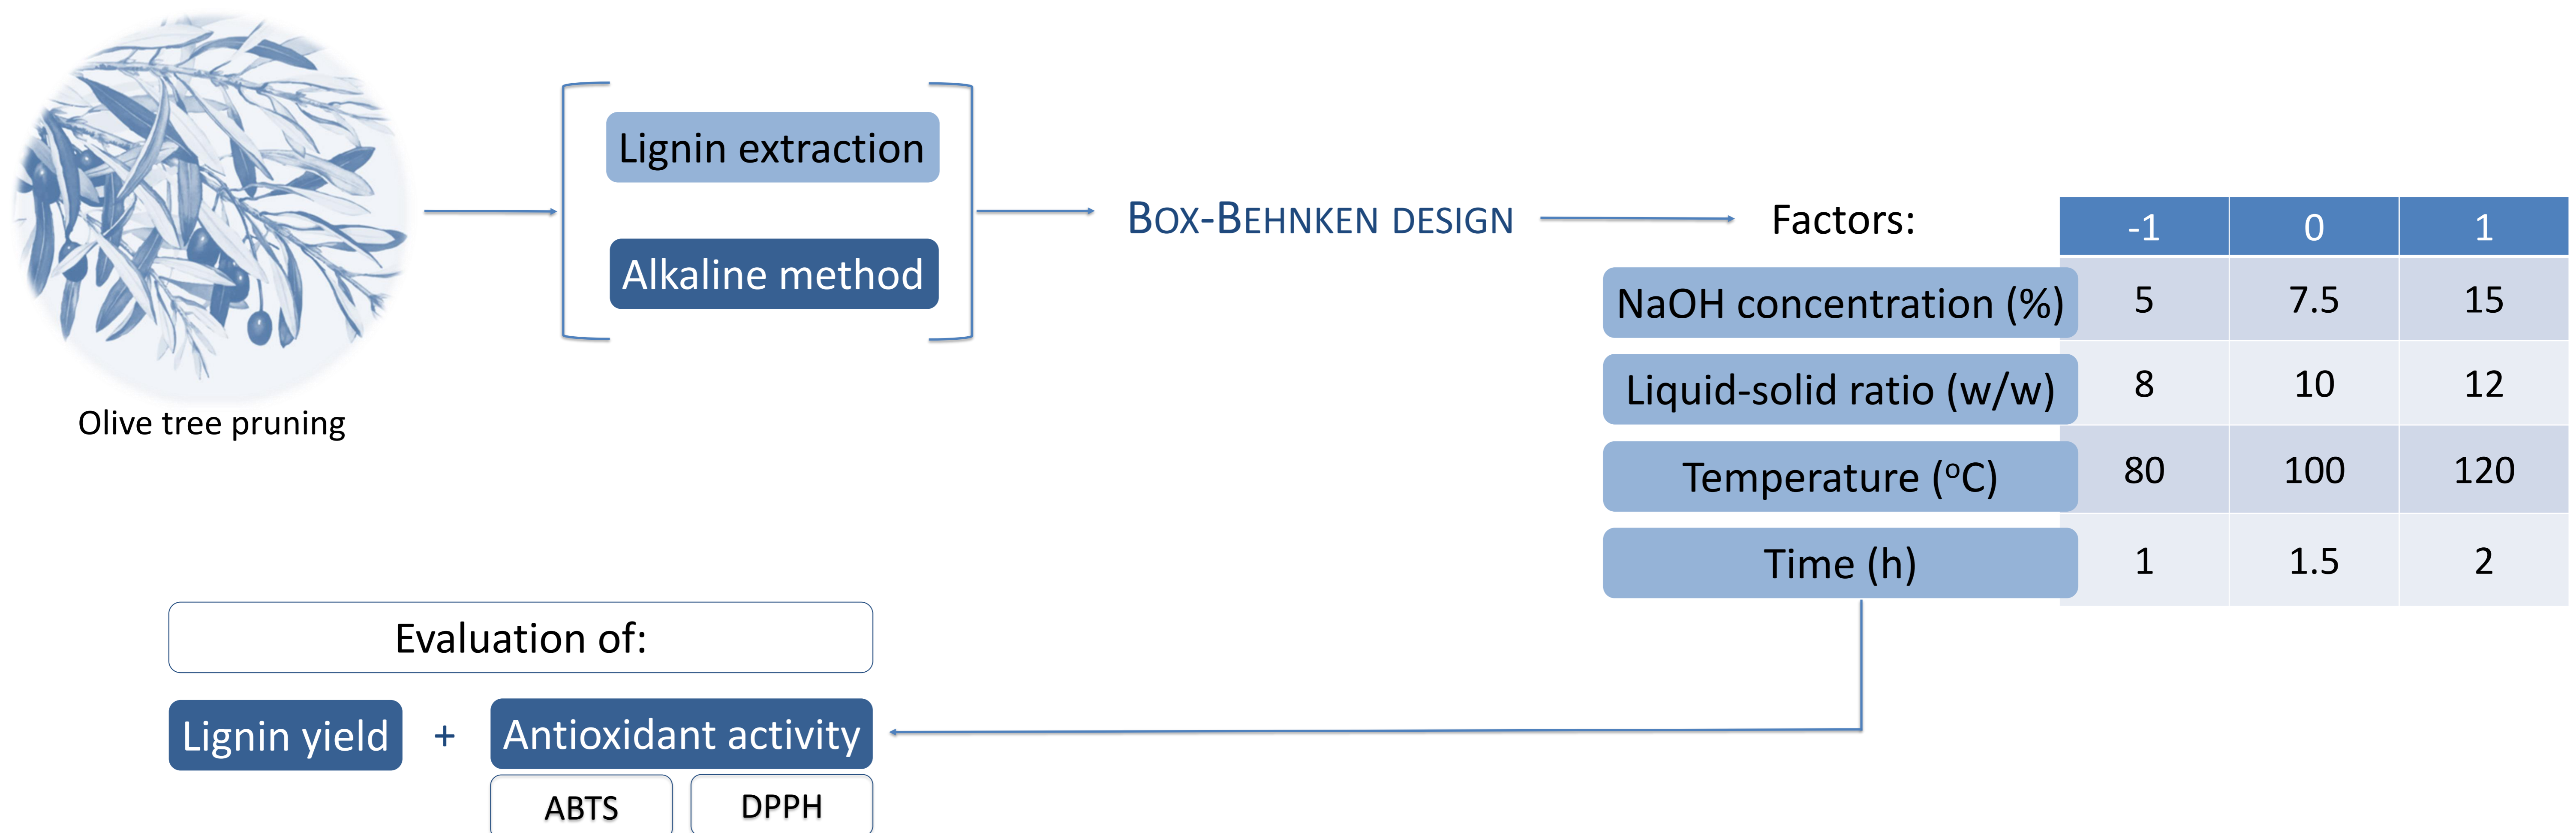 Olive tree pruning
Lignin extraction
Alkaline method
BOX-BEHNKEN DESIGN
Factors:
-1 0 1
NaOH concentration (%) 5 7.5 15
Liquid-solid ratio (w/w) 8 10 12
Temperature (ºC) 80 100 120
Time (h) 1 1.5 2
Evaluation of:
Lignin yield + Antioxidant activity
ABTS DPPH